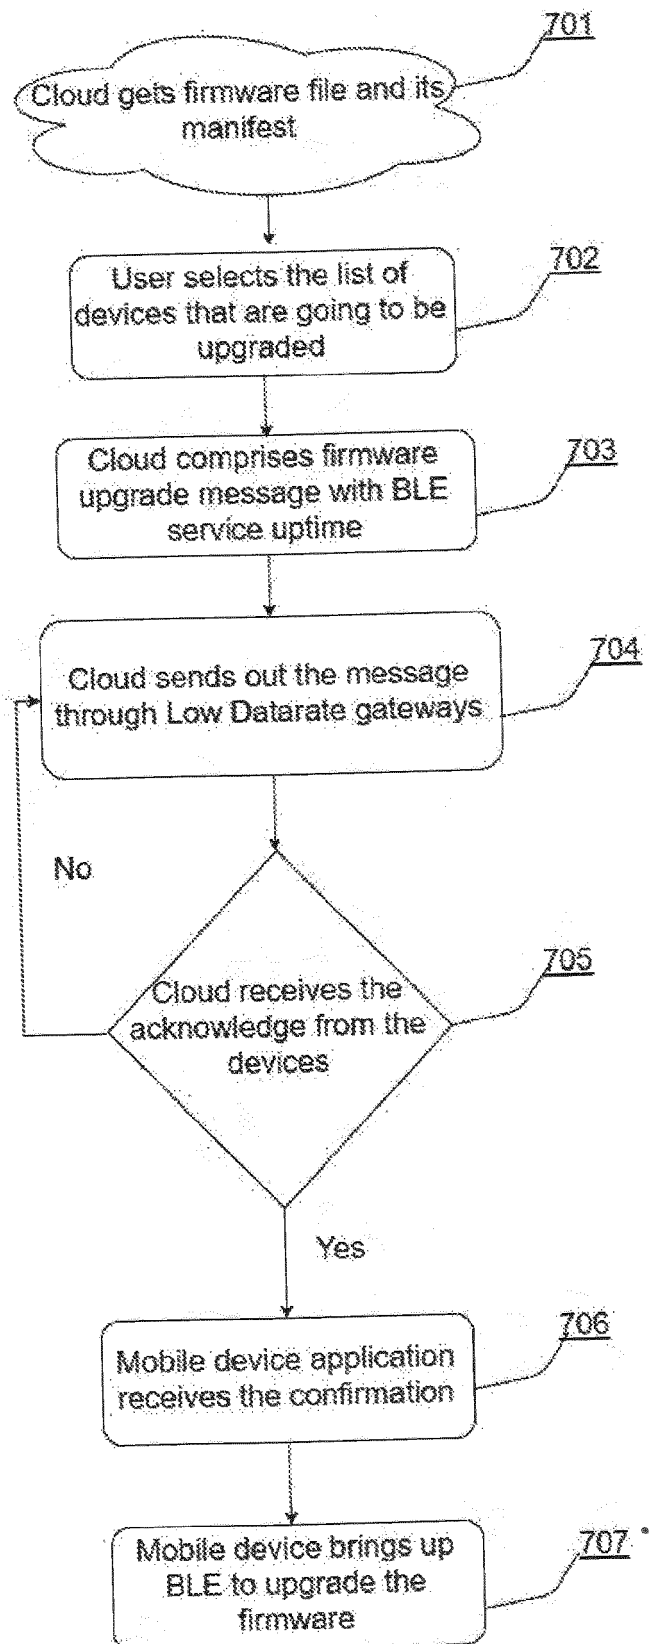 701
Cloud gets firmware file and its
manifest
702
User selects the list of
devices that are going to be
upgraded
703
Cloud comprises firmware
upgrade message with BLE
service uptime
704
Cloud sends out the message
through Low Datarate gateways
No
705
Cloud receives the
acknowledge from the
devices
Yes
706
Mobile device application
receives the confirmation
707
Mobile device brings up
BLE to upgrade the
firmware